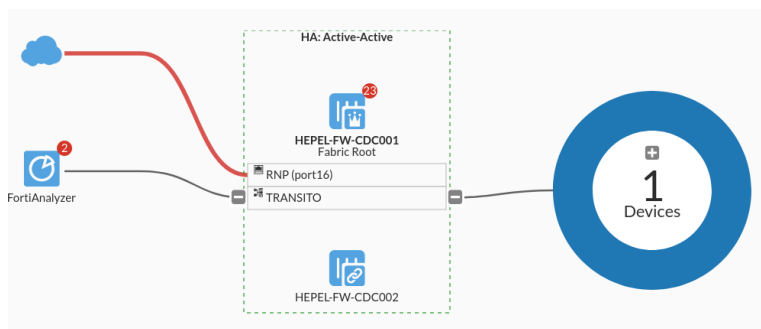 HA: Active-Active
23
HEPEL-FW-CDC001
Fabric Root
2
FortiAnalyzer
RNP (port16)
TRANSITO
HEPEL-FW-CDC002
1
Devices